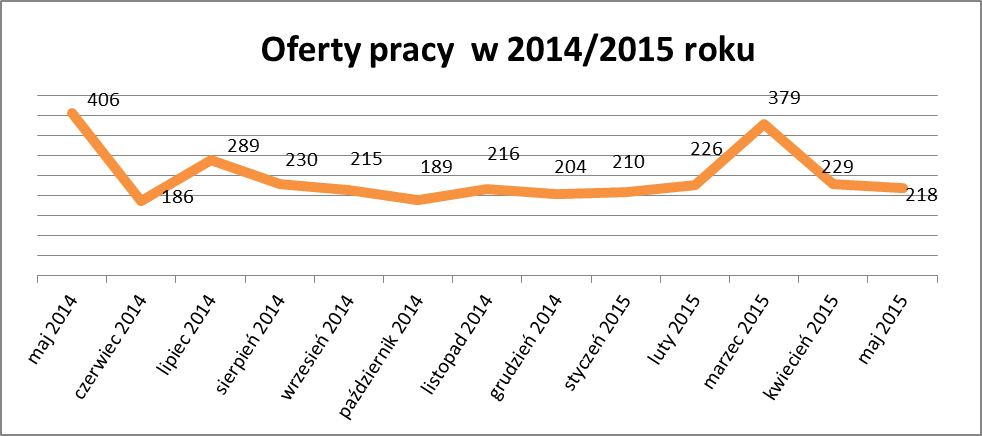 Oferty pracy  w 2014/2015 roku
406
186
289
230
215
189
216
204
210
226
379
229
218
maj 2014
czerwiec 2014
lipiec 2014
sierpień 2014
wrzesień 2014
październik 2014
listopad 2014
grudzień 2014
styczeń 2015
luty 2015
marzec 2015
kwiecień 2015
maj 2015